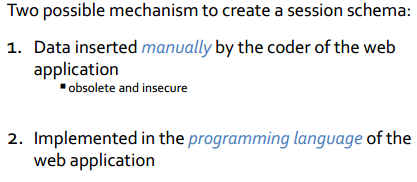 Two possible mechanism to create a session schema:
1. Data inserted manually by the coder of the web
application
▪ obsolete and insecure
2. Implemented in the programming language of the
web application